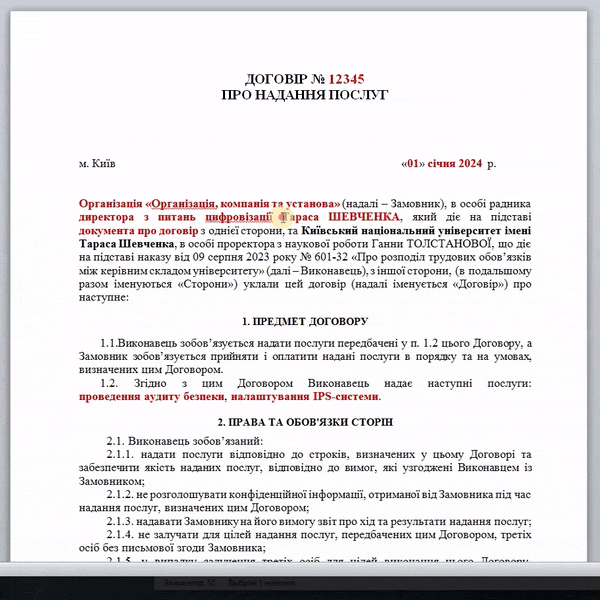 ДОГОВІР № 12345
ПРО НАДАННЯ ПОСЛУГ
м. Київ «01» січня 2024 р.
Організація «Організація, компанія та установа» (надалі – Замовник), в особі радника
директора з питань цифровізації Тараса ШЕВЧЕНКА, який діє на підставі
документа про договір з однієї сторони, та Київський національний університет імені
Тараса Шевченка, в особі проректора з наукової роботи Ганни ТОЛСТАНОВОЇ, що діє
на підставі наказу від 09 серпня 2023 року № 601-32 «Про розподіл трудових обов’язків
між керівним складом університету» (далі – Виконавець), з іншої сторони, (в подальшому
разом іменуються «Сторони») уклали цей договір (надалі іменується «Договір») про
наступне:
1. ПРЕДМЕТ ДОГОВОРУ
1.1.Виконавець зобов’язується надати послуги передбачені у п. 1.2 цього Договору, а
Замовник зобов’язується прийняти і оплатити надані послуги в порядку та на умовах,
визначених цим Договором.
1.2. Згідно з цим Договором Виконавець надає наступні послуги:
проведення аудиту безпеки, налаштування IPS-системи.
2. ПРАВА ТА ОБОВ'ЯЗКИ СТОРІН
2.1. Виконавець зобов’язаний:
2.1.1. надати послуги відповідно до строків, визначених у цьому Договорі та
забезпечити якість наданих послуг, відповідно до вимог, які узгоджені Виконавцем із
Замовником;
2.1.2. не розголошувати конфіденційної інформації, отриманої від Замовника під час
надання послуг, визначених цим Договором;
2.1.3. надавати Замовнику на його вимогу звіт про хід та результати надання послуг;
2.1.4. не залучати для цілей надання послуг, передбачених цим Договором, третіх
осіб без письмової згоди Замовника;
2.1.5. у випадку залучення третіх осіб для цілей виконання цього Договору,